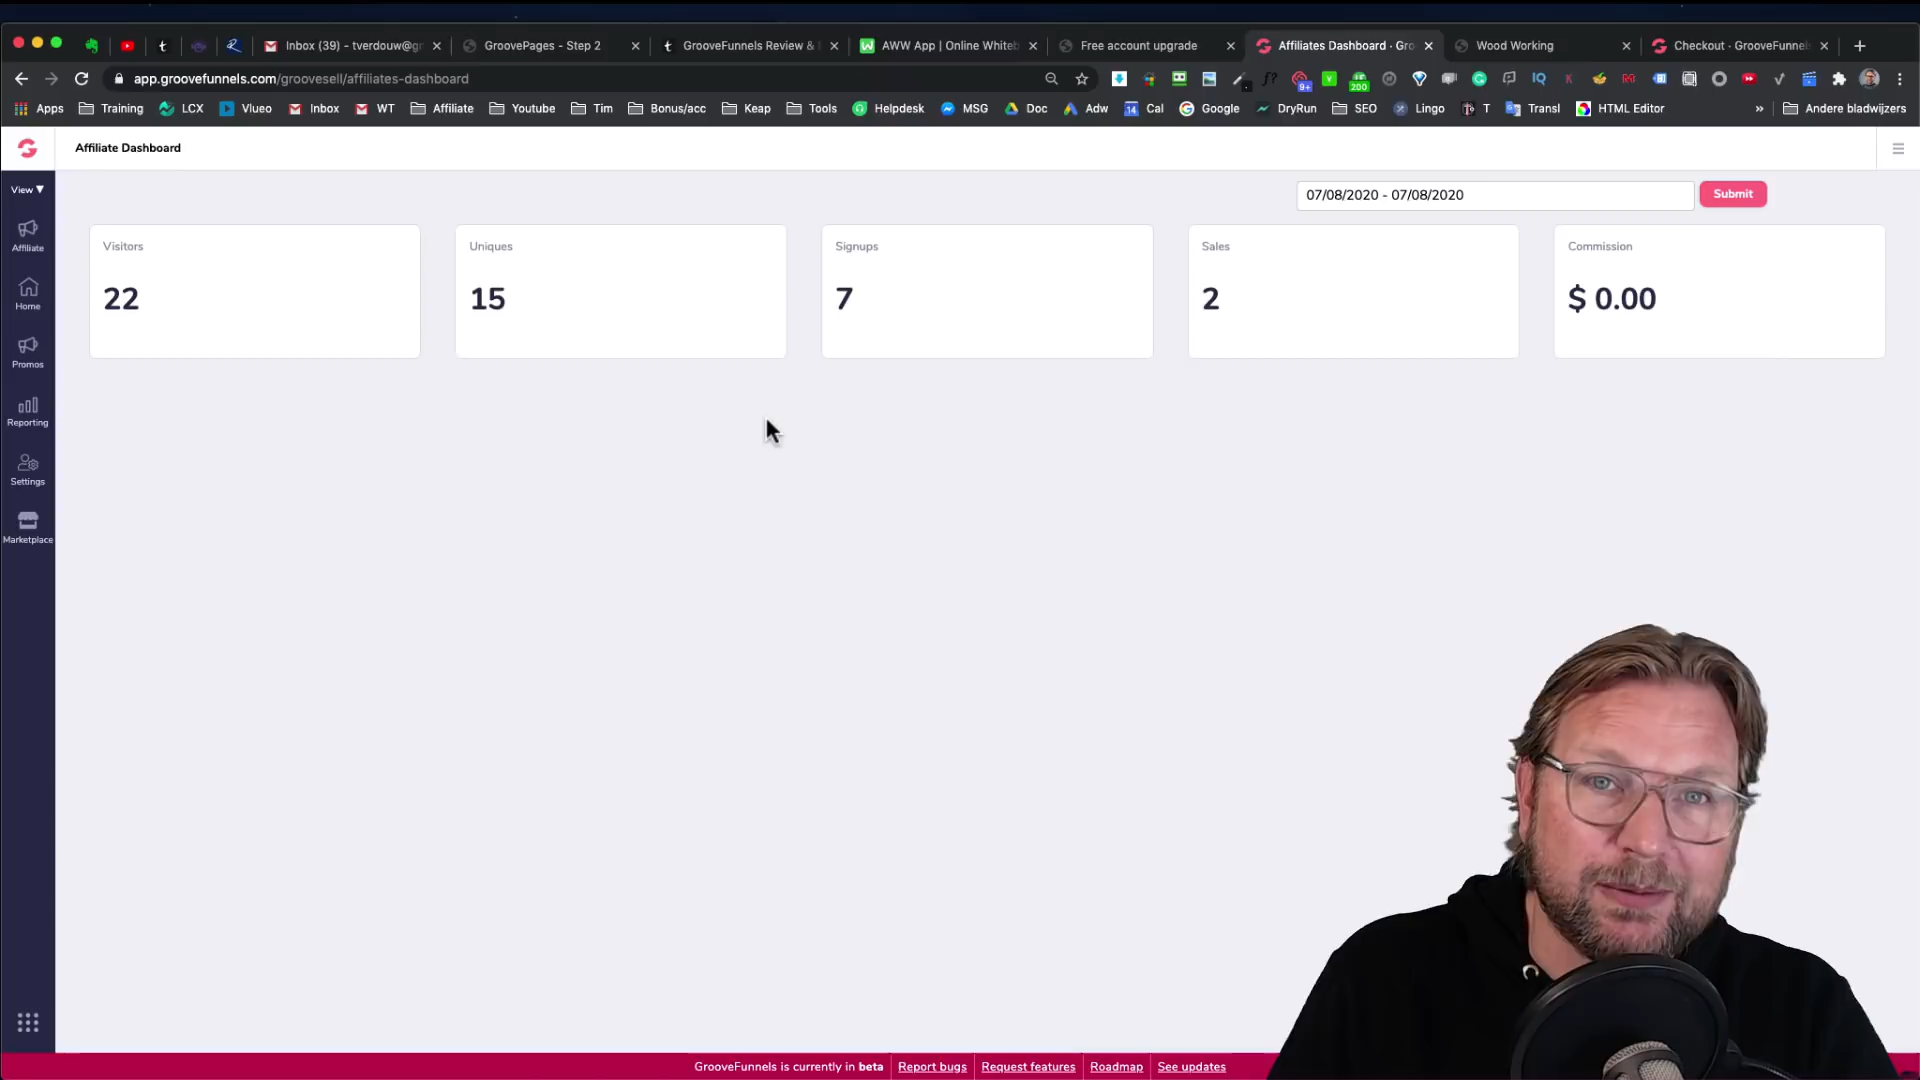 Inbox (39) - tverdouw@gr
GroovePages - Step 2
GrooveFunnels Review &
AWW App | Online Whiteb
Free account upgrade
Affiliates Dashboard · Gro
Wood Working
Checkout · GrooveFunnels
app.groovefunnels.com/groovesell/affiliates-dashboard
Apps Training LCX Vlueo Inbox WT Affiliate Youtube Tim Bonus/acc Keap Tools Helpdesk MSG Doc Adw Cal Google DryRun SEO Lingo T Transl HTML Editor » Andere bladwijzers
Affiliate Dashboard
View ▼
07/08/2020 - 07/08/2020
Submit
Affiliate
Home
Promos
Reporting
Settings
Marketplace
Visitors
22
Uniques
15
Signups
7
Sales
2
Commission
$ 0.00
GrooveFunnels is currently in beta
Report bugs
Request features
Roadmap
See updates